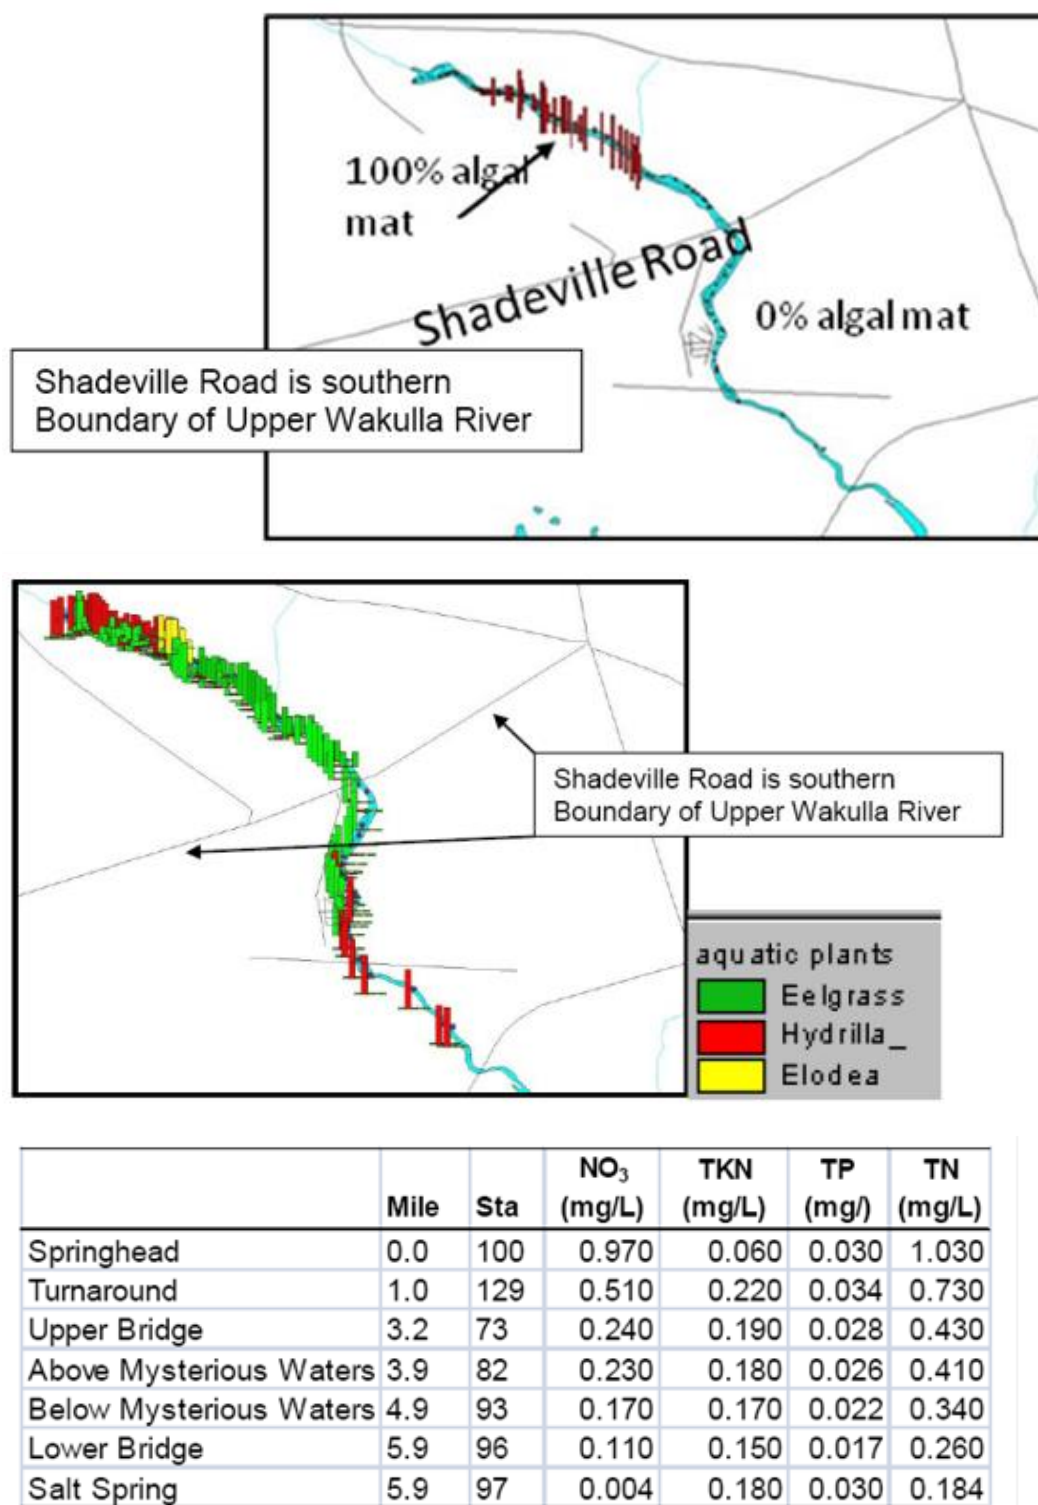 100% algal
mat
Shadeville Road
0% algal mat
Shadeville Road is southern
Boundary of Upper Wakulla River
Shadeville Road is southern
Boundary of Upper Wakulla River
aquatic plants
Eelgrass
Hydrilla_
Elodea
NO₃ TKN TP TN
Mile Sta (mg/L) (mg/L) (mg/) (mg/L)
Springhead 0.0 100 0.970 0.060 0.030 1.030
Turnaround 1.0 129 0.510 0.220 0.034 0.730
Upper Bridge 3.2 73 0.240 0.190 0.028 0.430
Above Mysterious Waters 3.9 82 0.230 0.180 0.026 0.410
Below Mysterious Waters 4.9 93 0.170 0.170 0.022 0.340
Lower Bridge 5.9 96 0.110 0.150 0.017 0.260
Salt Spring 5.9 97 0.004 0.180 0.030 0.184